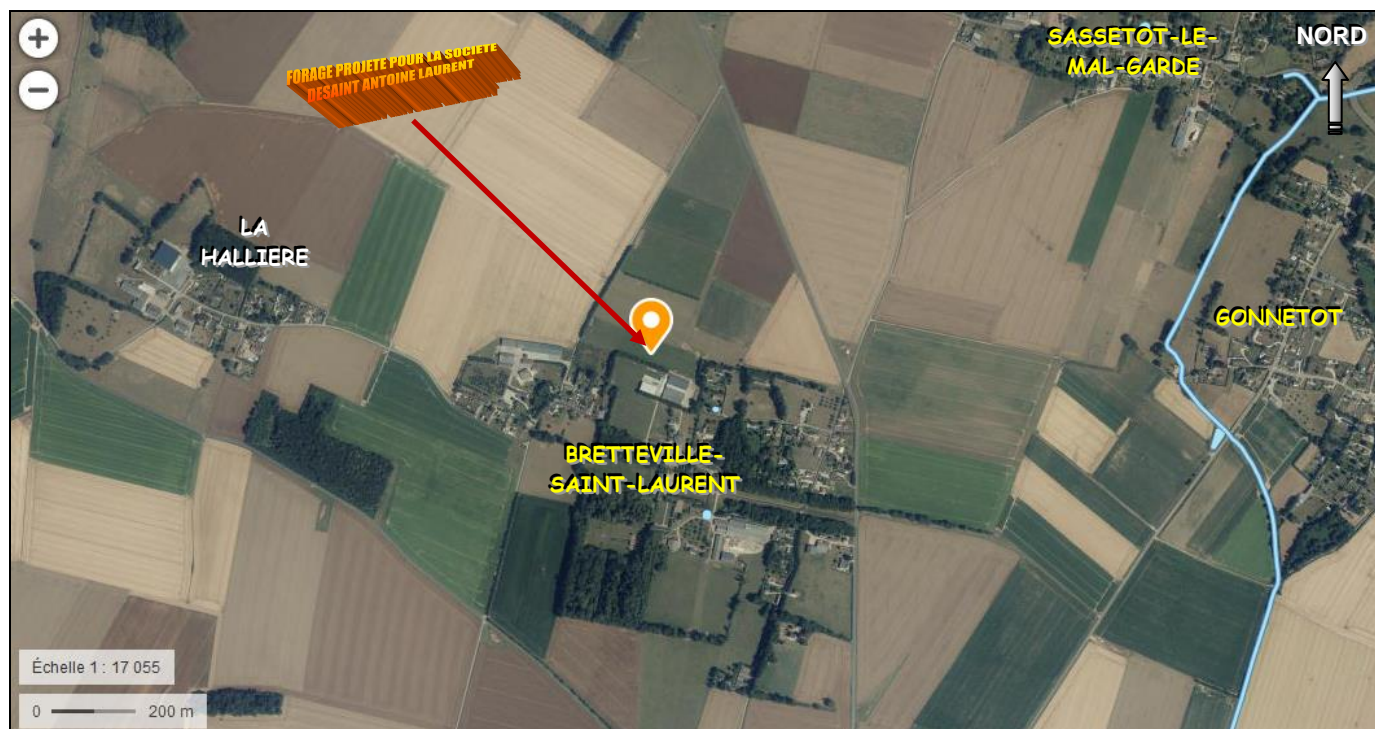 SASSETOT-LE-
MAL-GARDE
NORD
FORAGE PROJETE POUR LA SOCIETE
DESAINT ANTOINE LAURENT
LA
HALLIERE
GONNETOT
BRETTEVILLE-
SAINT-LAURENT
Échelle 1 : 17 055
0 200 m